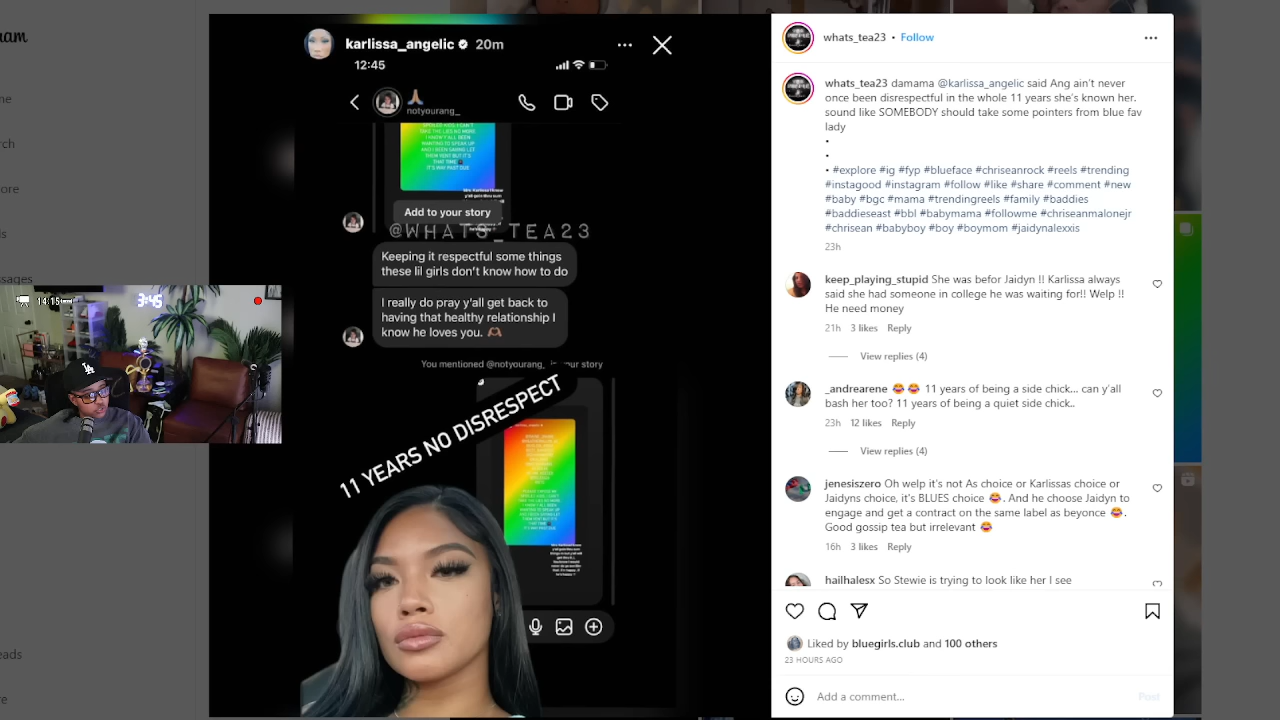 karlissa_angelic 20m
12:45
notyourang_
Add to your story
@WHATS_TEA23
Keeping it respectful some things
these lil girls don't know how to do
I really do pray y'all get back to
having that healthy relationship I
know he loves you. 🫶🏽
You mentioned @notyourang_ in your story
11 YEARS NO DISRESPECT
14:15
3:45
whats_tea23 • Follow
whats_tea23 damama @karlissa_angelic said Ang ain't never
once been disrespectful in the whole 11 years she's known her.
sound like SOMEBODY should take some pointers from blue fav
lady
•
•
• #explore #ig #fyp #blueface #chriseanrock #reels #trending
#instagood #instagram #follow #like #share #comment #new
#baby #bgc #mama #trendingreels #family #baddies
#baddieseast #bbl #babymama #followme #chriseanmalonejr
#chrisean #babyboy #boy #boymom #jaidynalexxis
23h
keep_playing_stupid She was befor Jaidyn !! Karlissa always
said she had someone in college he was waiting for!! Welp !!
He need money
21h 3 likes Reply
View replies (4)
_andrearene 😂😂 11 years of being a side chick... can y'all
bash her too? 11 years of being a quiet side chick..
23h 12 likes Reply
View replies (4)
jenesiszero Oh welp it's not As choice or Karlissas choice or
Jaidyns choice, it's BLUES choice 😂. And he choose Jaidyn to
engage and get a contract on the same label as beyonce 😂.
Good gossip tea but irrelevant 😂
16h 3 likes Reply
hailhalesx So Stewie is trying to look like her I see
Liked by bluegirls.club and 100 others
23 HOURS AGO
Add a comment...
Post